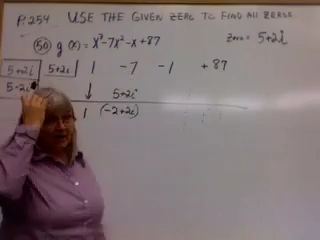 P.254 USE THE GIVEN ZERO TO FIND ALL ZEROS.
50 g(x) = x³-7x²-x+87 zero = 5+2i
5+2i 5+2i 1 -7 -1 +87
5-2i ↓ 5+2i
1 (-2+2i)